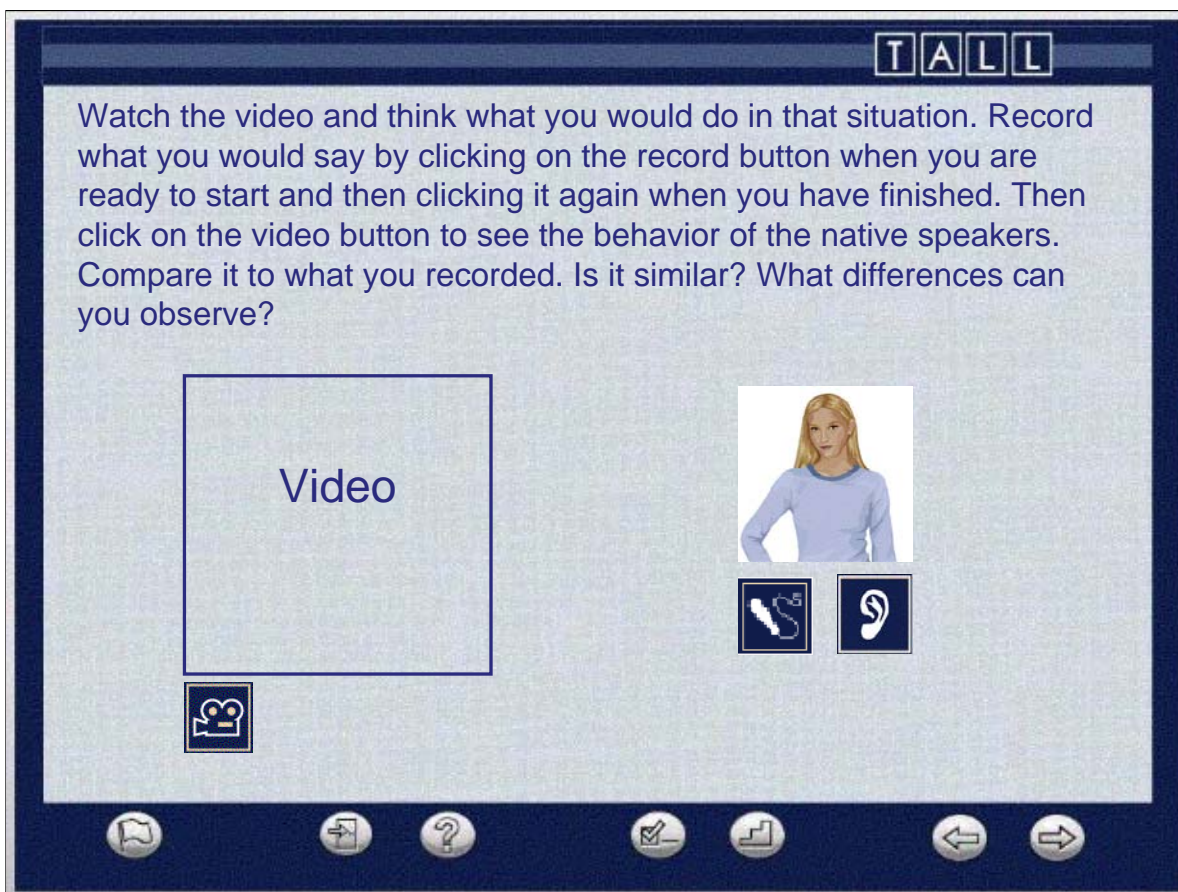 TALL
Watch the video and think what you would do in that situation. Record
what you would say by clicking on the record button when you are
ready to start and then clicking it again when you have finished. Then
click on the video button to see the behavior of the native speakers.
Compare it to what you recorded. Is it similar? What differences can
you observe?
Video
?